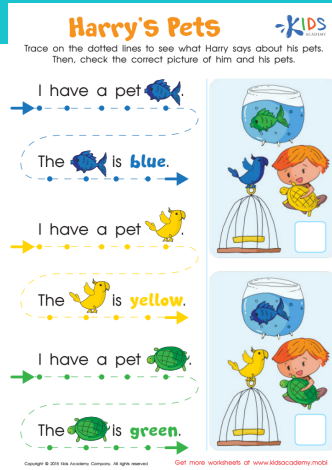 Harry's Pets
KIDS
ACADEMY
Trace on the dotted lines to see what Harry says about his pets.
Then, check the correct picture of him and his pets.
I have a pet .
The is blue.
I have a pet .
The is yellow.
I have a pet .
The is green.
Copyright © 2016 Kids Academy Company. All rights reserved
Get more worksheets at www.kidsacademy.mobi